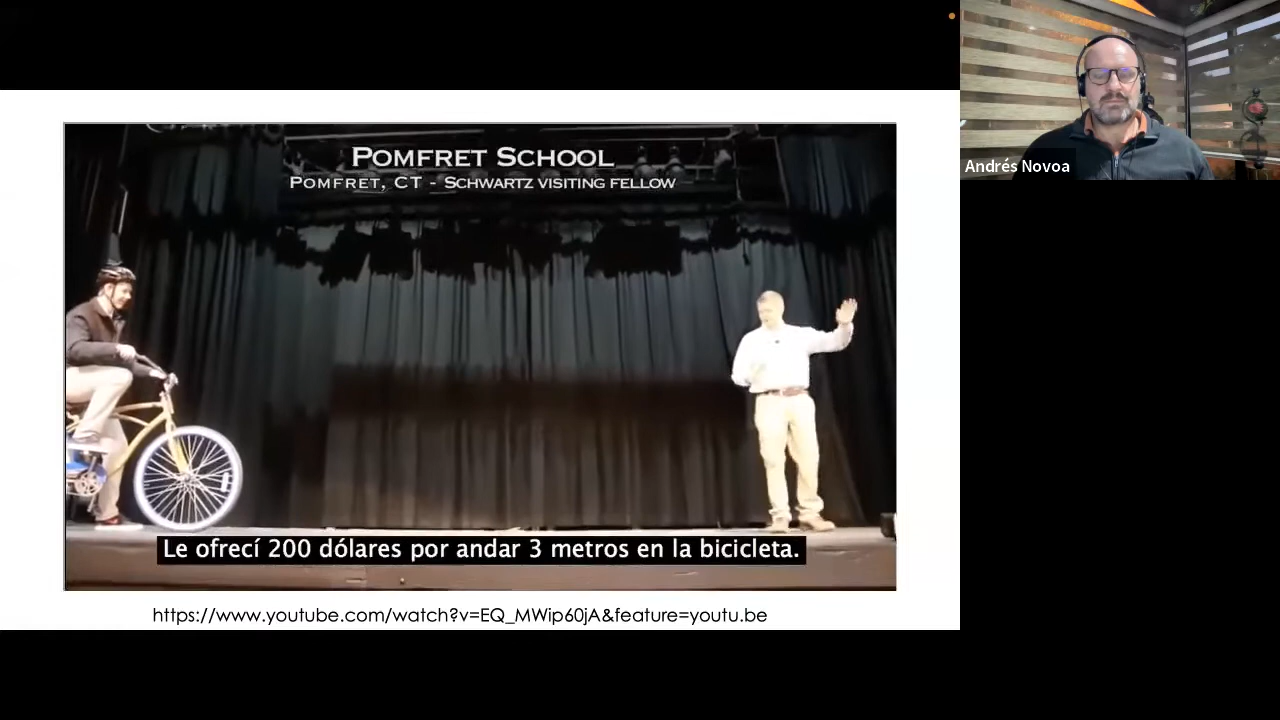 POMFRET SCHOOL
POMFRET, CT - SCHWARTZ VISITING FELLOW
Andrés Novoa
Le ofrecí 200 dólares por andar 3 metros en la bicicleta.
https://www.youtube.com/watch?v=EQ_MWip60jA&feature=youtu.be